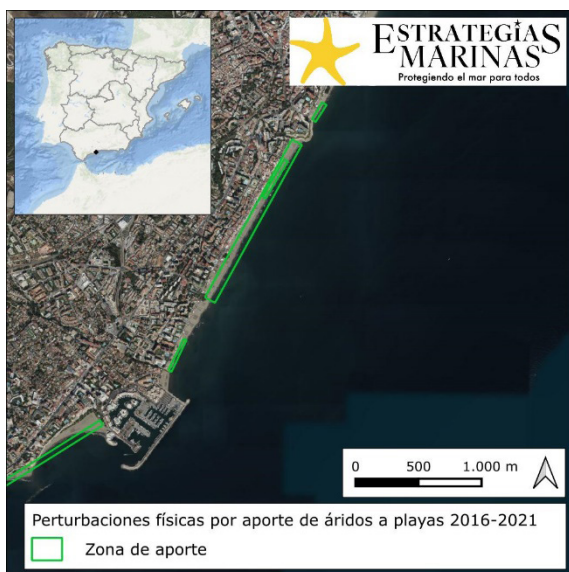 ESTRATEGIAS
MARINAS
Protegiendo el mar para todos
0 500 1.000 m
Perturbaciones físicas por aporte de áridos a playas 2016-2021
Zona de aporte